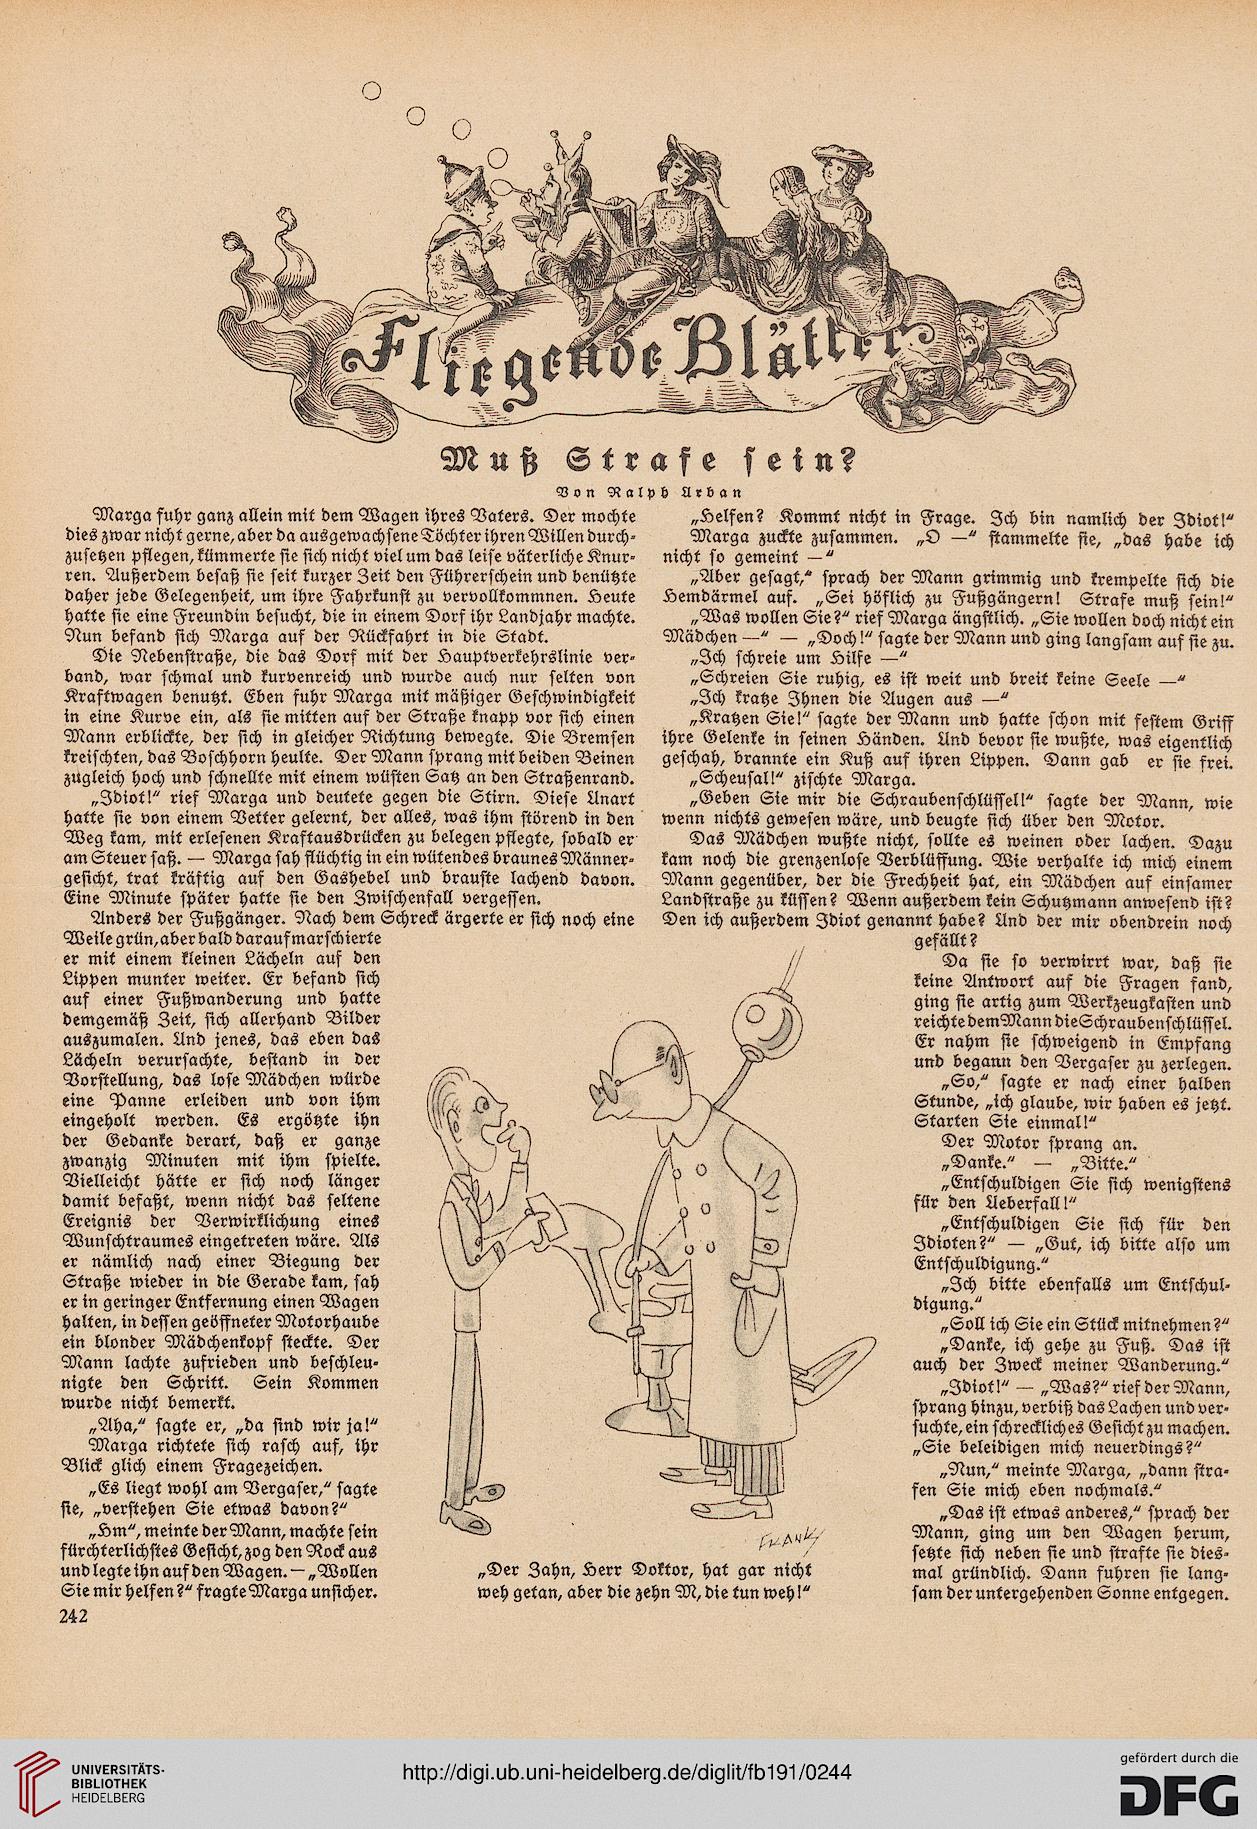 Fliegende Blätter
Muß Strafe sein?
Von Ralph Urban
Marga fuhr ganz allein mit dem Wagen ihres Vaters. Der mochte
dies zwar nicht gerne, aber da ausgewachsene Töchter ihren Willen durch-
zusetzen pflegen, kümmerte sie sich nicht viel um das leise väterliche Knur-
ren. Außerdem besaß sie seit kurzer Zeit den Führerschein und benützte
daher jede Gelegenheit, um ihre Fahrkunst zu vervollkommnen. Heute
hatte sie eine Freundin besucht, die in einem Dorf ihr Landjahr machte.
Nun befand sich Marga auf der Rückfahrt in die Stadt.
Die Nebenstraße, die das Dorf mit der Hauptverkehrslinie ver-
band, war schmal und kurvenreich und wurde auch nur selten von
Kraftwagen benutzt. Eben fuhr Marga mit mäßiger Geschwindigkeit
in eine Kurve ein, als sie mitten auf der Straße knapp vor sich einen
Mann erblickte, der sich in gleicher Richtung bewegte. Die Bremsen
kreischten, das Boschhorn heulte. Der Mann sprang mit beiden Beinen
zugleich hoch und schnellte mit einem wüsten Satz an den Straßenrand.
„Idiot!“ rief Marga und deutete gegen die Stirn. Diese Unart
hatte sie von einem Vetter gelernt, der alles, was ihm störend in den
Weg kam, mit erlesenen Kraftausdrücken zu belegen pflegte, sobald er
am Steuer saß. — Marga sah flüchtig in ein wütendes braunes Männer-
gesicht, trat kräftig auf den Gashebel und brauste lachend davon.
Eine Minute später hatte sie den Zwischenfall vergessen.
Anders der Fußgänger. Nach dem Schreck ärgerte er sich noch eine
Weile grün, aber bald darauf marschierte
er mit einem kleinen Lächeln auf den
Lippen munter weiter. Er befand sich
auf einer Fußwanderung und hatte
demgemäß Zeit, sich allerhand Bilder
auszumalen. Und jenes, das eben das
Lächeln verursachte, bestand in der
Vorstellung, das lose Mädchen würde
eine Panne erleiden und von ihm
eingeholt werden. Es ergötzte ihn
der Gedanke derart, daß er ganze
zwanzig Minuten mit ihm spielte.
Vielleicht hätte er sich noch länger
damit befaßt, wenn nicht das seltene
Ereignis der Verwirklichung eines
Wunschtraumes eingetreten wäre. Als
er nämlich nach einer Biegung der
Straße wieder in die Gerade kam, sah
er in geringer Entfernung einen Wagen
halten, in dessen geöffneter Motorhaube
ein blonder Mädchenkopf steckte. Der
Mann lachte zufrieden und beschleu-
nigte den Schritt. Sein Kommen
wurde nicht bemerkt.
„Aha,“ sagte er, „da sind wir ja!“
Marga richtete sich rasch auf, ihr
Blick glich einem Fragezeichen.
„Es liegt wohl am Vergaser,“ sagte
sie, „verstehen Sie etwas davon?“
„Hm“, meinte der Mann, machte sein
fürchterlichstes Gesicht, zog den Rock aus
und legte ihn auf den Wagen. — „Wollen
Sie mir helfen?“ fragte Marga unsicher.
242
„Helfen? Kommt nicht in Frage. Ich bin namlich der Idiot!“
Marga zuckte zusammen. „O —“ stammelte sie, „das habe ich
nicht so gemeint —“
„Aber gesagt,“ sprach der Mann grimmig und krempelte sich die
Hemdärmel auf. „Sei höflich zu Fußgängern! Strafe muß sein!“
„Was wollen Sie?“ rief Marga ängstlich. „Sie wollen doch nicht ein
Mädchen —“ — „Doch!“ sagte der Mann und ging langsam auf sie zu.
„Ich schreie um Hilfe —“
„Schreien Sie ruhig, es ist weit und breit keine Seele —“
„Ich kratze Ihnen die Augen aus —“
„Kratzen Sie!“ sagte der Mann und hatte schon mit festem Griff
ihre Gelenke in seinen Händen. Und bevor sie wußte, was eigentlich
geschah, brannte ein Kuß auf ihren Lippen. Dann gab er sie frei.
„Scheusal!“ zischte Marga.
„Geben Sie mir die Schraubenschlüssel!“ sagte der Mann, wie
wenn nichts gewesen wäre, und beugte sich über den Motor.
Das Mädchen wußte nicht, sollte es weinen oder lachen. Dazu
kam noch die grenzenlose Verblüffung. Wie verhalte ich mich einem
Mann gegenüber, der die Frechheit hat, ein Mädchen auf einsamer
Landstraße zu küssen? Wenn außerdem kein Schutzmann anwesend ist?
Den ich außerdem Idiot genannt habe? Und der mir obendrein noch
gefällt?
Da sie so verwirrt war, daß sie
keine Antwort auf die Fragen fand,
ging sie artig zum Werkzeugkasten und
reichte dem Mann die Schraubenschlüssel.
Er nahm sie schweigend in Empfang
und begann den Vergaser zu zerlegen.
„So,“ sagte er nach einer halben
Stunde, „ich glaube, wir haben es jetzt.
Starten Sie einmal!“
Der Motor sprang an.
„Danke.“ — „Bitte.“
„Entschuldigen Sie sich wenigstens
für den Ueberfall!“
„Entschuldigen Sie sich für den
Idioten?“ — „Gut, ich bitte also um
Entschuldigung.“
„Ich bitte ebenfalls um Entschul-
digung.“
„Soll ich Sie ein Stück mitnehmen?“
„Danke, ich gehe zu Fuß. Das ist
auch der Zweck meiner Wanderung.“
„Idiot!“ — „Was?“ rief der Mann,
sprang hinzu, verbiß das Lachen und ver-
suchte, ein schreckliches Gesicht zu machen.
„Sie beleidigen mich neuerdings?“
„Nun,“ meinte Marga, „dann stra-
fen Sie mich eben nochmals.“
„Das ist etwas anderes,“ sprach der
Mann, ging um den Wagen herum,
setzte sich neben sie und strafte sie dies-
mal gründlich. Dann fuhren sie lang-
sam der untergehenden Sonne entgegen.
FRANK
„Der Zahn, Herr Doktor, hat gar nicht
weh getan, aber die zehn M, die tun weh!“
UNIVERSITÄTS-
BIBLIOTHEK
HEIDELBERG
http://digi.ub.uni-heidelberg.de/diglit/fb191/0244
gefördert durch die
DFG